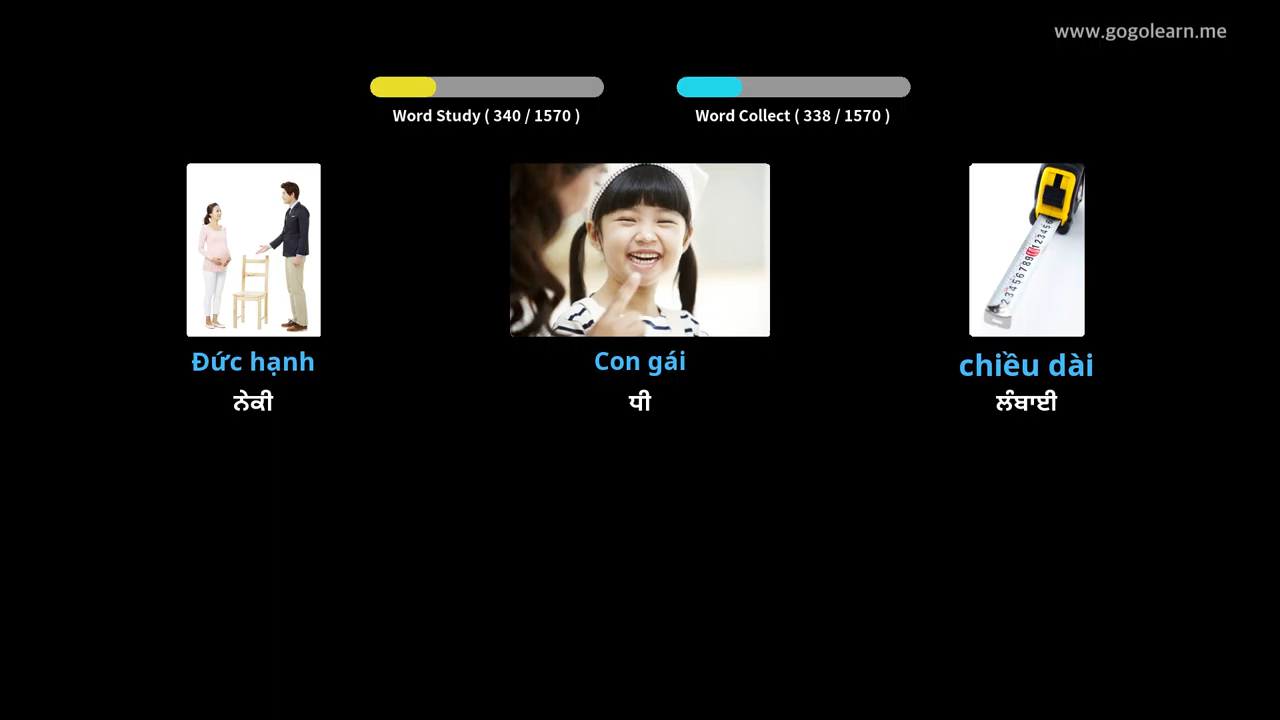 www.gogolearn.me
Word Study ( 340 / 1570 )
Word Collect ( 338 / 1570 )
Đức hạnh
ਨੇਕੀ
Con gái
ਧੀ
chiều dài
ਲੰਬਾਈ